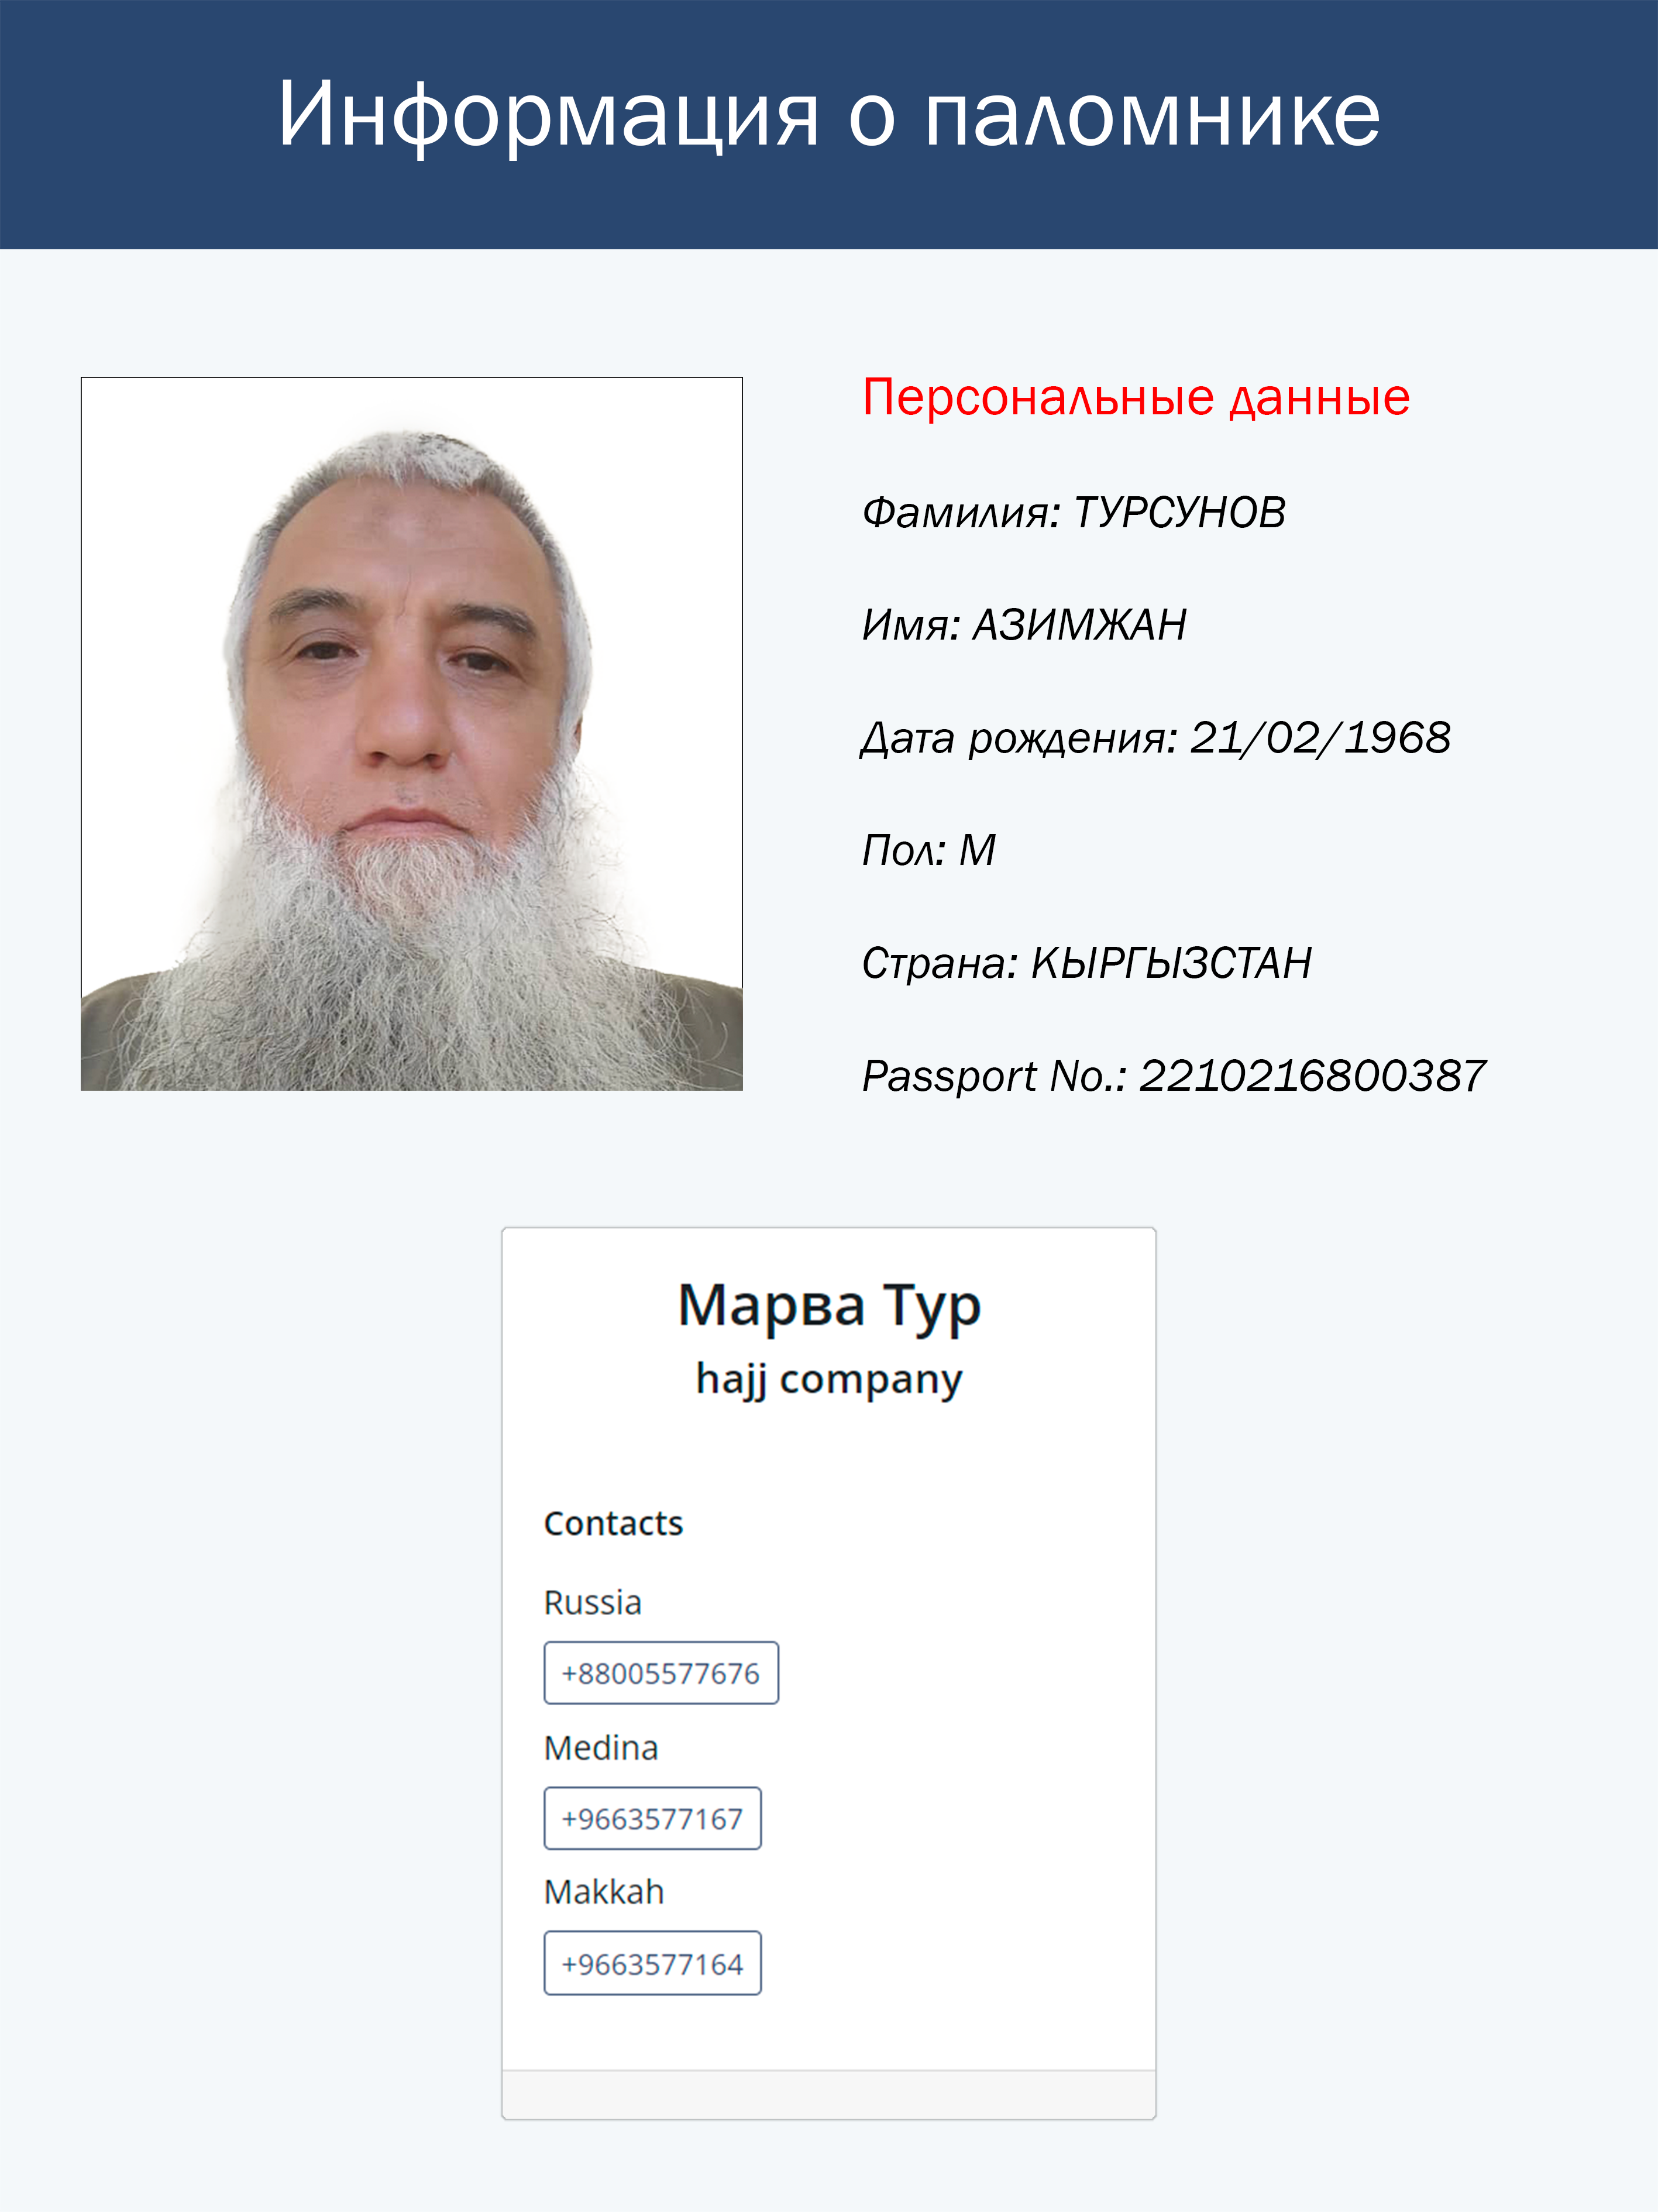 Информация о паломнике
Персональные данные
Фамилия: ТУРСУНОВ
Имя: АЗИМЖАН
Дата рождения: 21/02/1968
Пол: М
Страна: КЫРГЫЗСТАН
Passport No.: 2210216800387
Марва Тур
hajj company
Contacts
Russia
+88005577676
Medina
+9663577167
Makkah
+9663577164